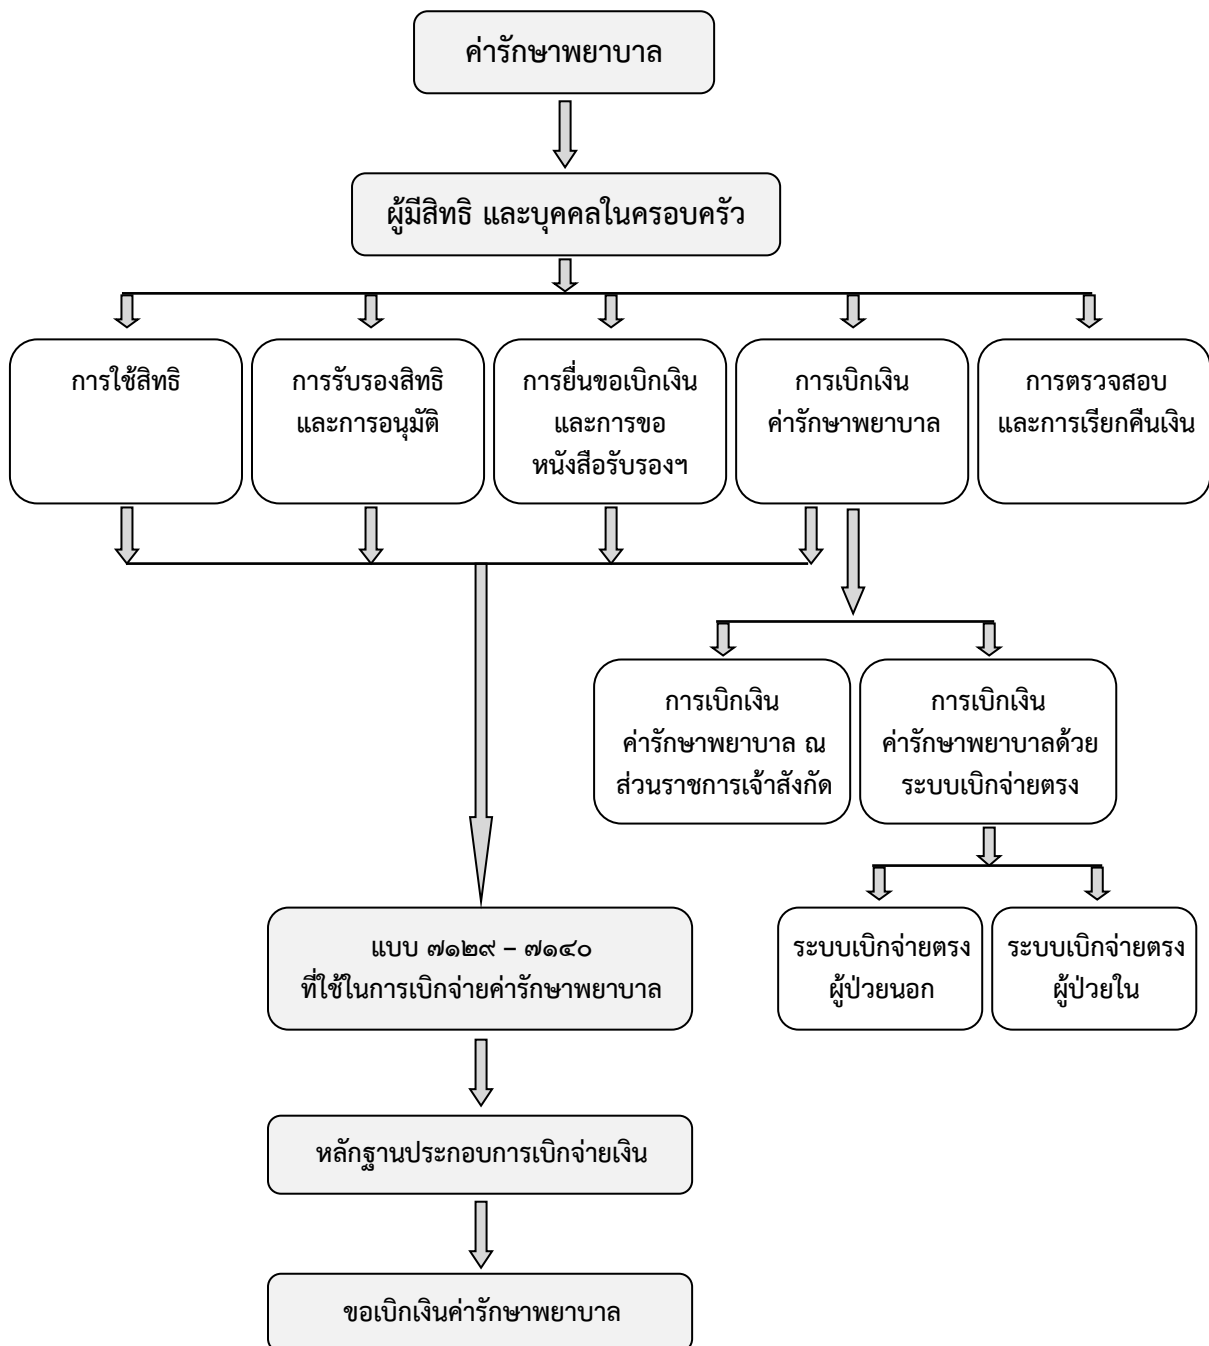 ค่ารักษาพยาบาล
ผู้มีสิทธิ และบุคคลในครอบครัว
การใช้สิทธิ
การรับรองสิทธิ
และการอนุมัติ
การยื่นขอเบิกเงิน
และการขอ
หนังสือรับรองฯ
การเบิกเงิน
ค่ารักษาพยาบาล
การตรวจสอบ
และการเรียกคืนเงิน
การเบิกเงิน
ค่ารักษาพยาบาล ณ
ส่วนราชการเจ้าสังกัด
การเบิกเงิน
ค่ารักษาพยาบาลด้วย
ระบบเบิกจ่ายตรง
แบบ ๗๑๒๙ – ๗๑๔๐
ที่ใช้ในการเบิกจ่ายค่ารักษาพยาบาล
ระบบเบิกจ่ายตรง
ผู้ป่วยนอก
ระบบเบิกจ่ายตรง
ผู้ป่วยใน
หลักฐานประกอบการเบิกจ่ายเงิน
ขอเบิกเงินค่ารักษาพยาบาล